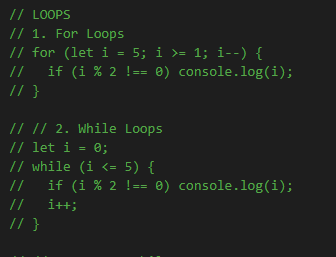 // LOOPS
// 1. For Loops
// for (let i = 5; i >= 1; i--) {
//   if (i % 2 !== 0) console.log(i);
// }
// // 2. While Loops
// let i = 0;
// while (i <= 5) {
//   if (i % 2 !== 0) console.log(i);
//   i++;
// }